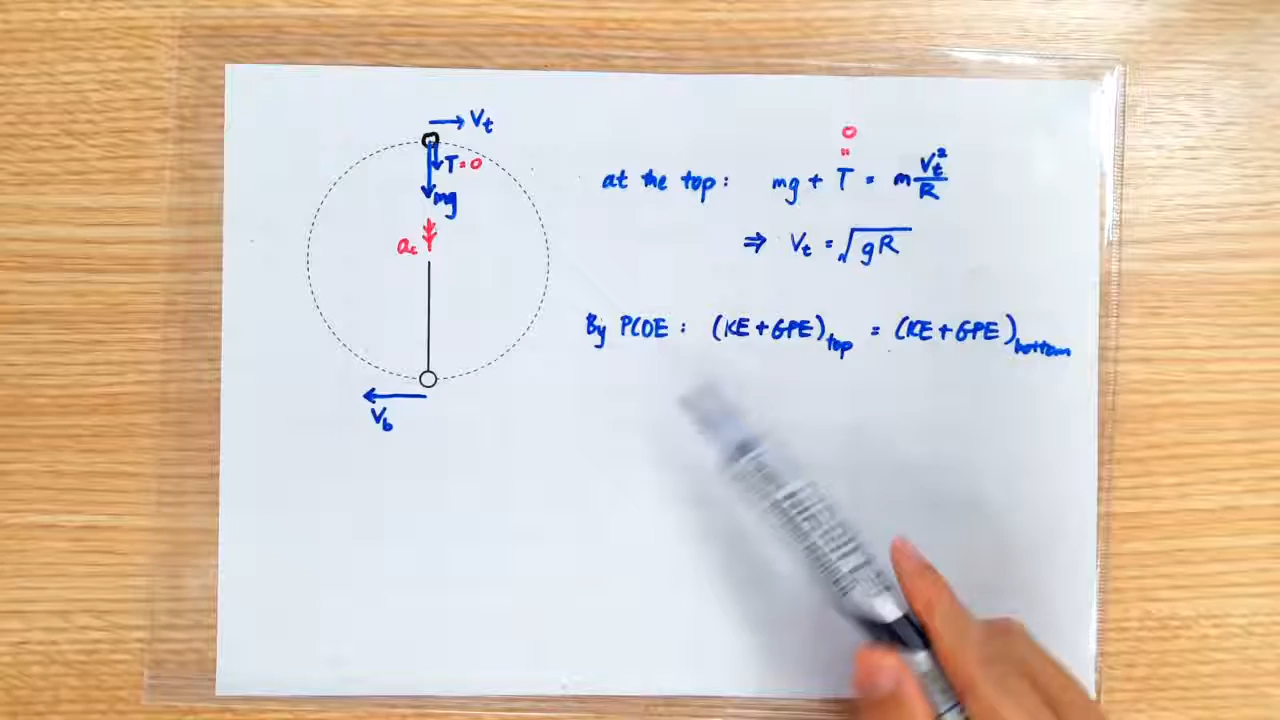 V_t
T=0
mg
a_c
V_b
0
"
at the top: mg + T = m V_t²/R
⇒ V_t = √gR
By PCOE: (KE+GPE)_top = (KE+GPE)_bottom